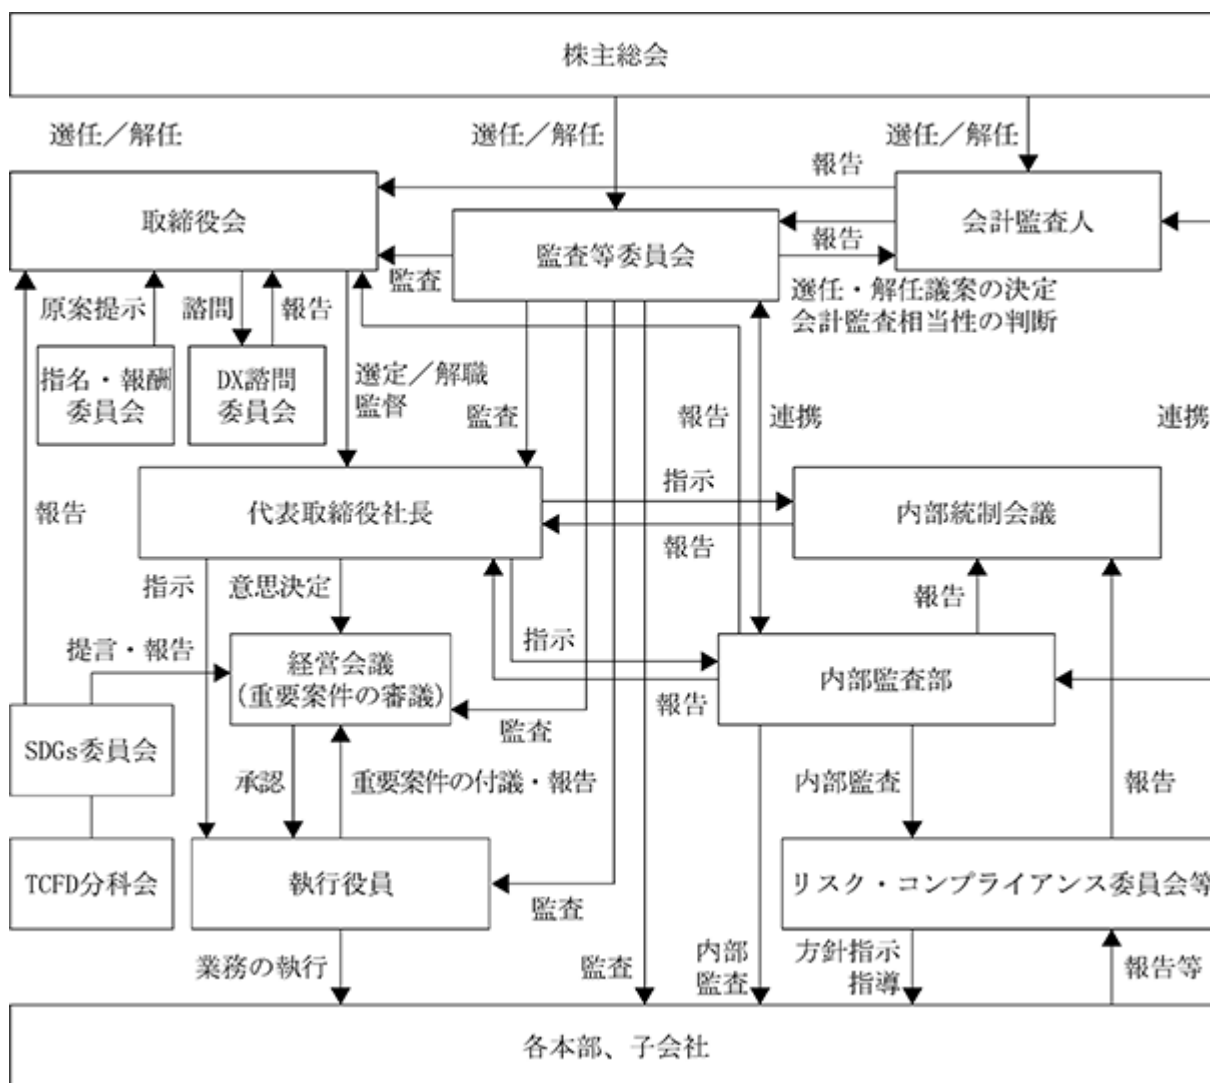 株主総会
選任／解任
選任／解任
選任／解任
報告
取締役会
監査等委員会
会計監査人
報告
監査
選任・解任議案の決定
会計監査相当性の判断
原案提示
諮問
報告
指名・報酬
委員会
DX諮問
委員会
選定／解職
監督
監査
報告
連携
連携
報告
代表取締役社長
指示
報告
内部統制会議
指示
意思決定
報告
提言・報告
経営会議
(重要案件の審議)
指示
報告
内部監査部
監査
SDGs委員会
承認
重要案件の付議・報告
内部監査
報告
TCFD分科会
執行役員
監査
リスク・コンプライアンス委員会等
業務の執行
監査
内部
監査
方針指示
指導
報告等
各本部、子会社